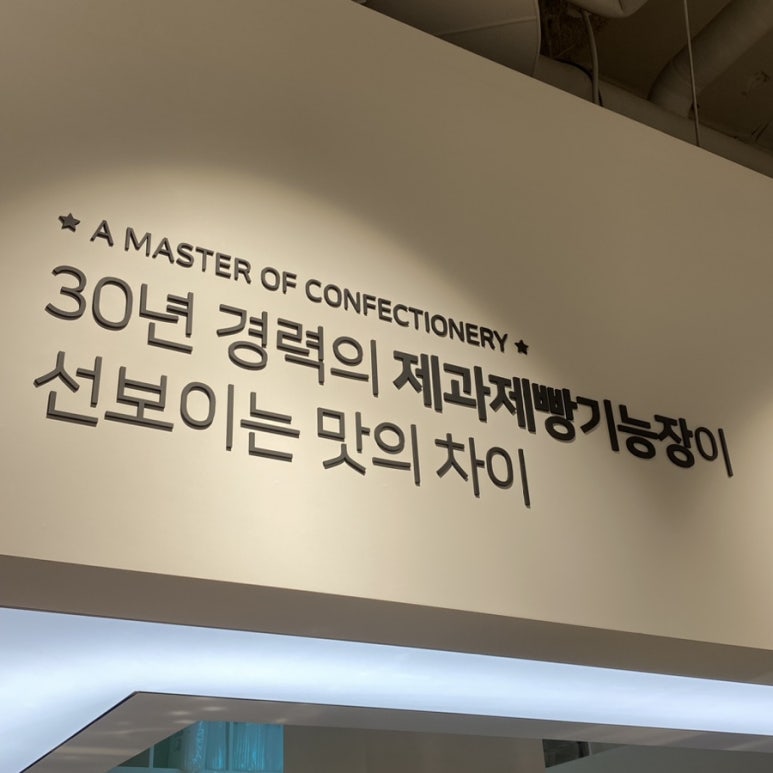 ★ A MASTER OF CONFECTIONERY ★
30년 경력의 제과제빵기능장이
선보이는 맛의 차이